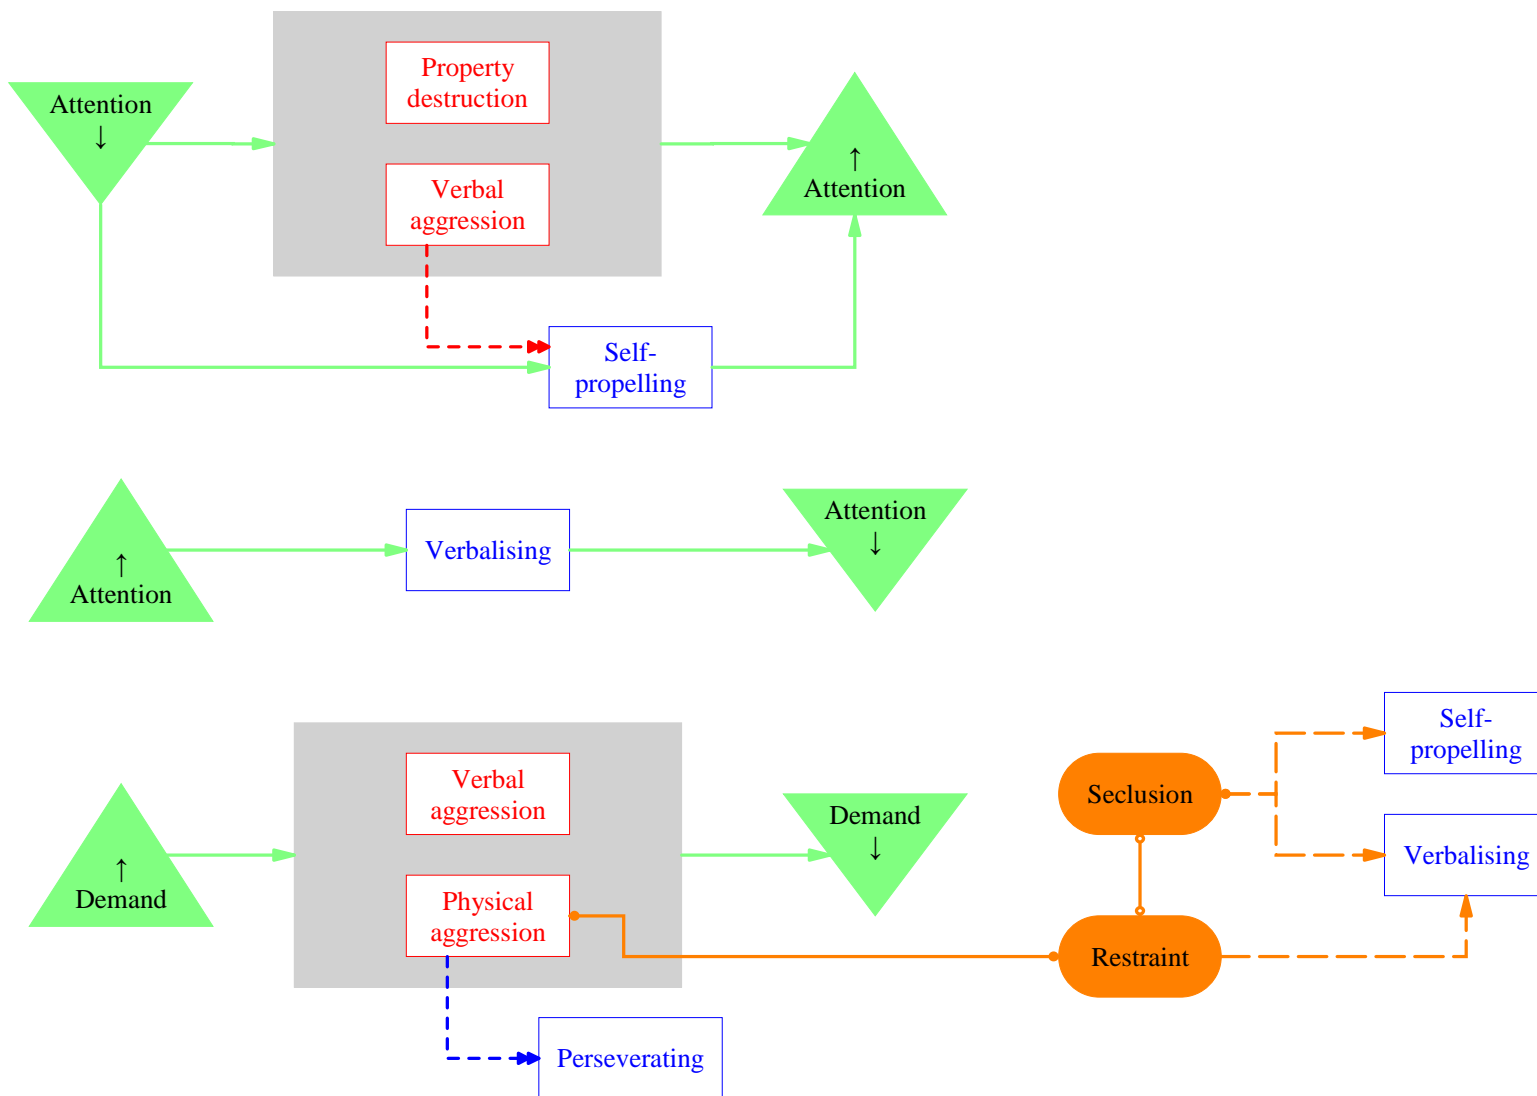 Property
destruction
Attention
↓
↑
Attention
Verbal
aggression
Self-
propelling
Attention
↓
↑
Attention
Verbalising
Self-
propelling
Verbal
aggression
Seclusion
Demand
↓
↑
Demand
Verbalising
Physical
aggression
Restraint
Perseverating